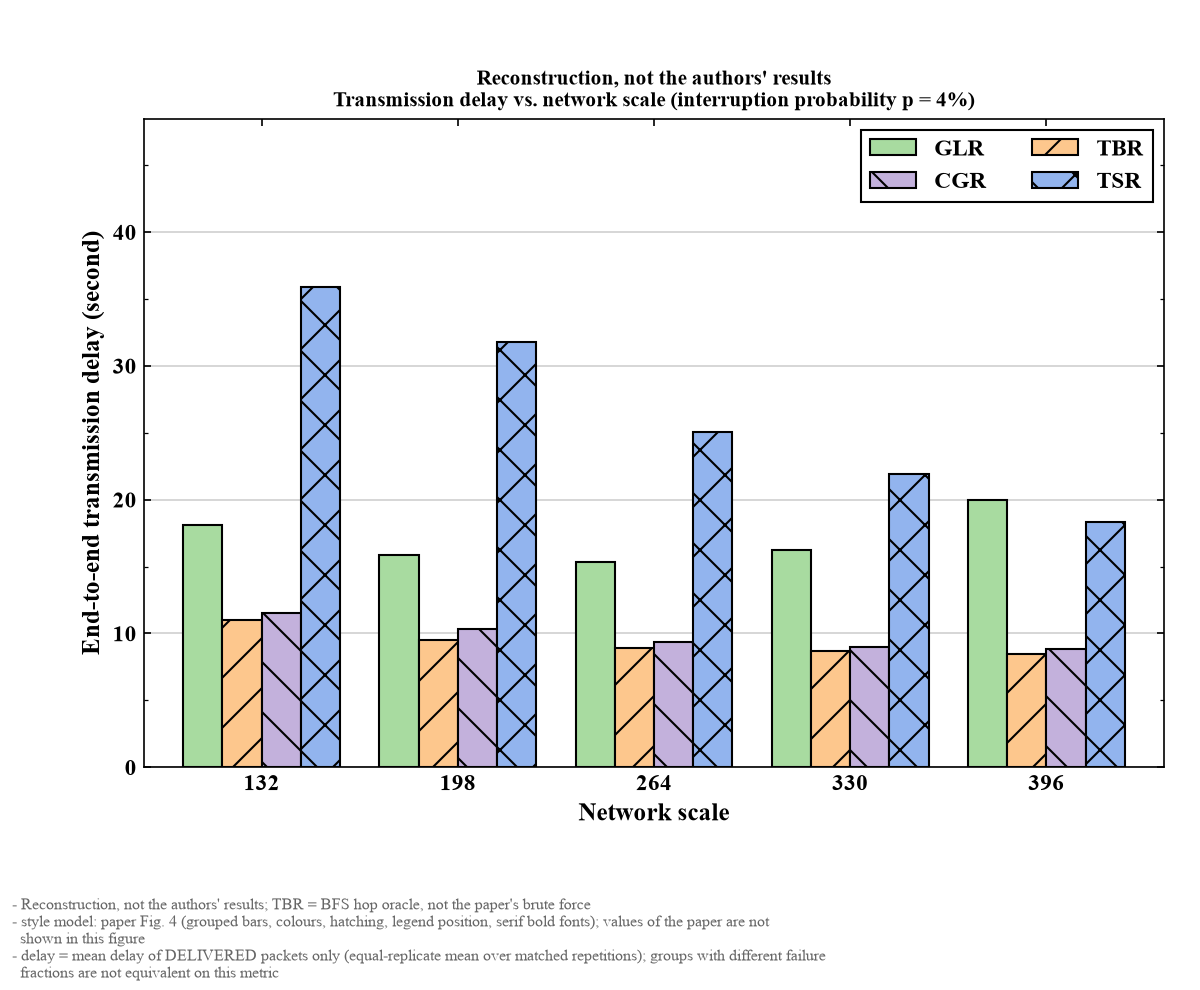 Reconstruction, not the authors' results
Transmission delay vs. network scale (interruption probability p = 4%)
GLR TBR
CGR TSR
End-to-end transmission delay (second)
40
30
20
10
0
132 198 264 330 396
Network scale
- Reconstruction, not the authors' results; TBR = BFS hop oracle, not the paper's brute force
- style model: paper Fig. 4 (grouped bars, colours, hatching, legend position, serif bold fonts); values of the paper are not
shown in this figure
- delay = mean delay of DELIVERED packets only (equal-replicate mean over matched repetitions); groups with different failure
fractions are not equivalent on this metric